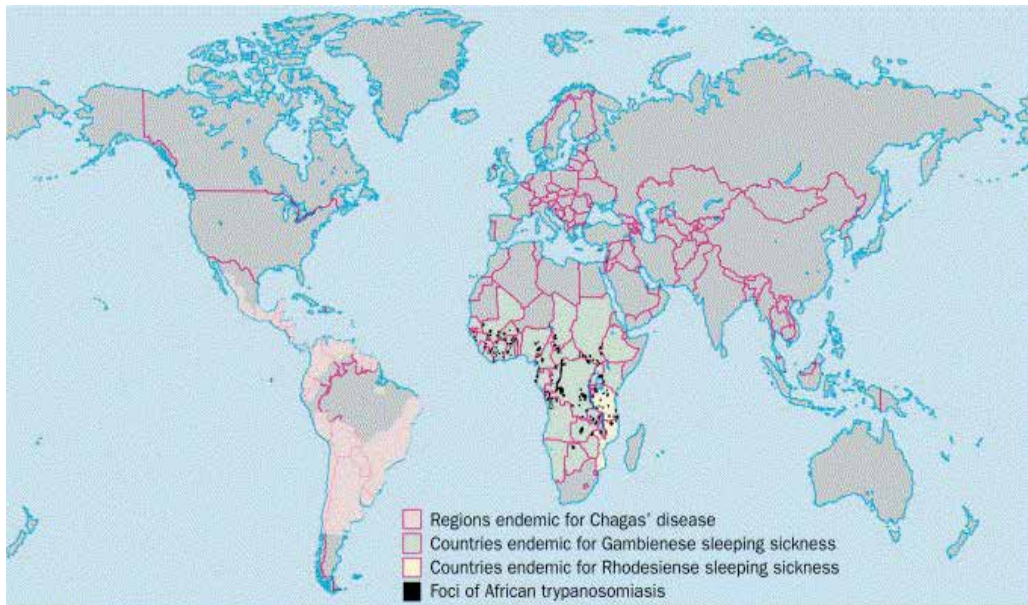 Regions endemic for Chagas' disease
Countries endemic for Gambienese sleeping sickness
Countries endemic for Rhodesiense sleeping sickness
Foci of African trypanosomiasis